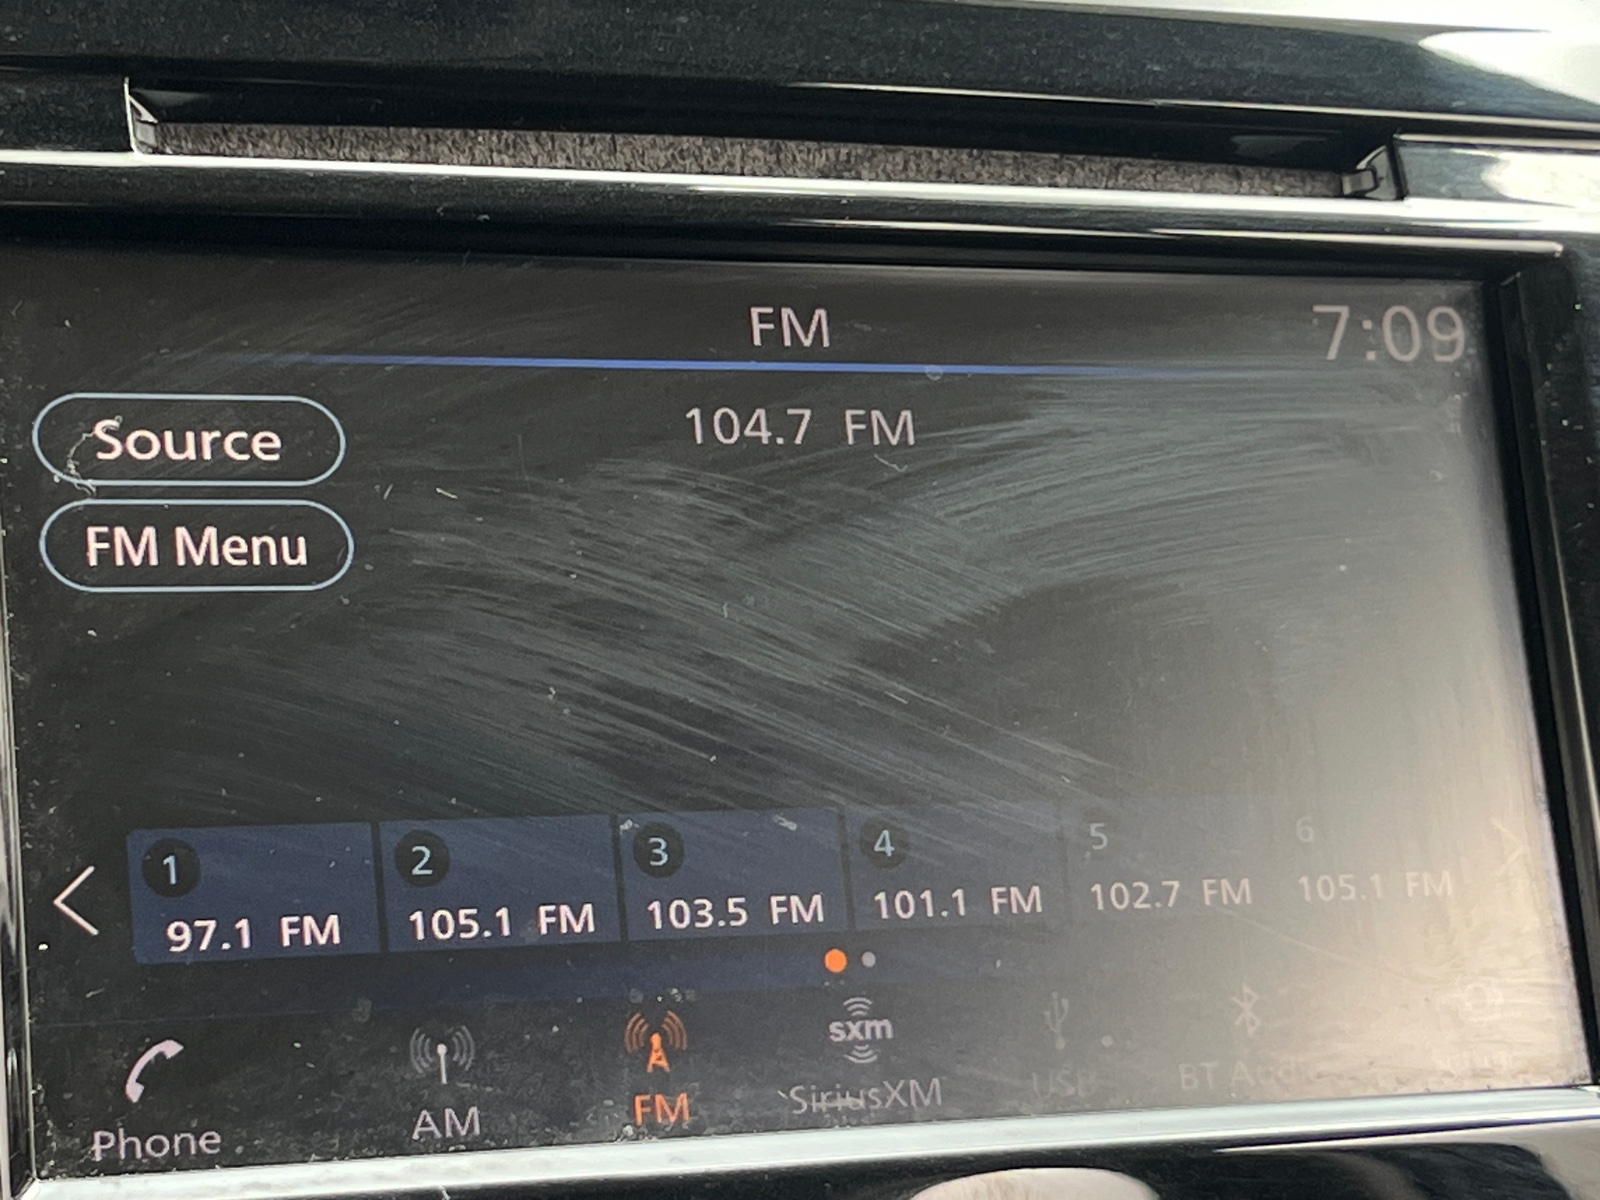 FM
7:09
104.7 FM
Source
FM Menu
1 2 3 4 5 6
97.1 FM 105.1 FM 103.5 FM 101.1 FM 102.7 FM 105.1 FM
sxm
Phone AM FM SiriusXM USB BT Audio